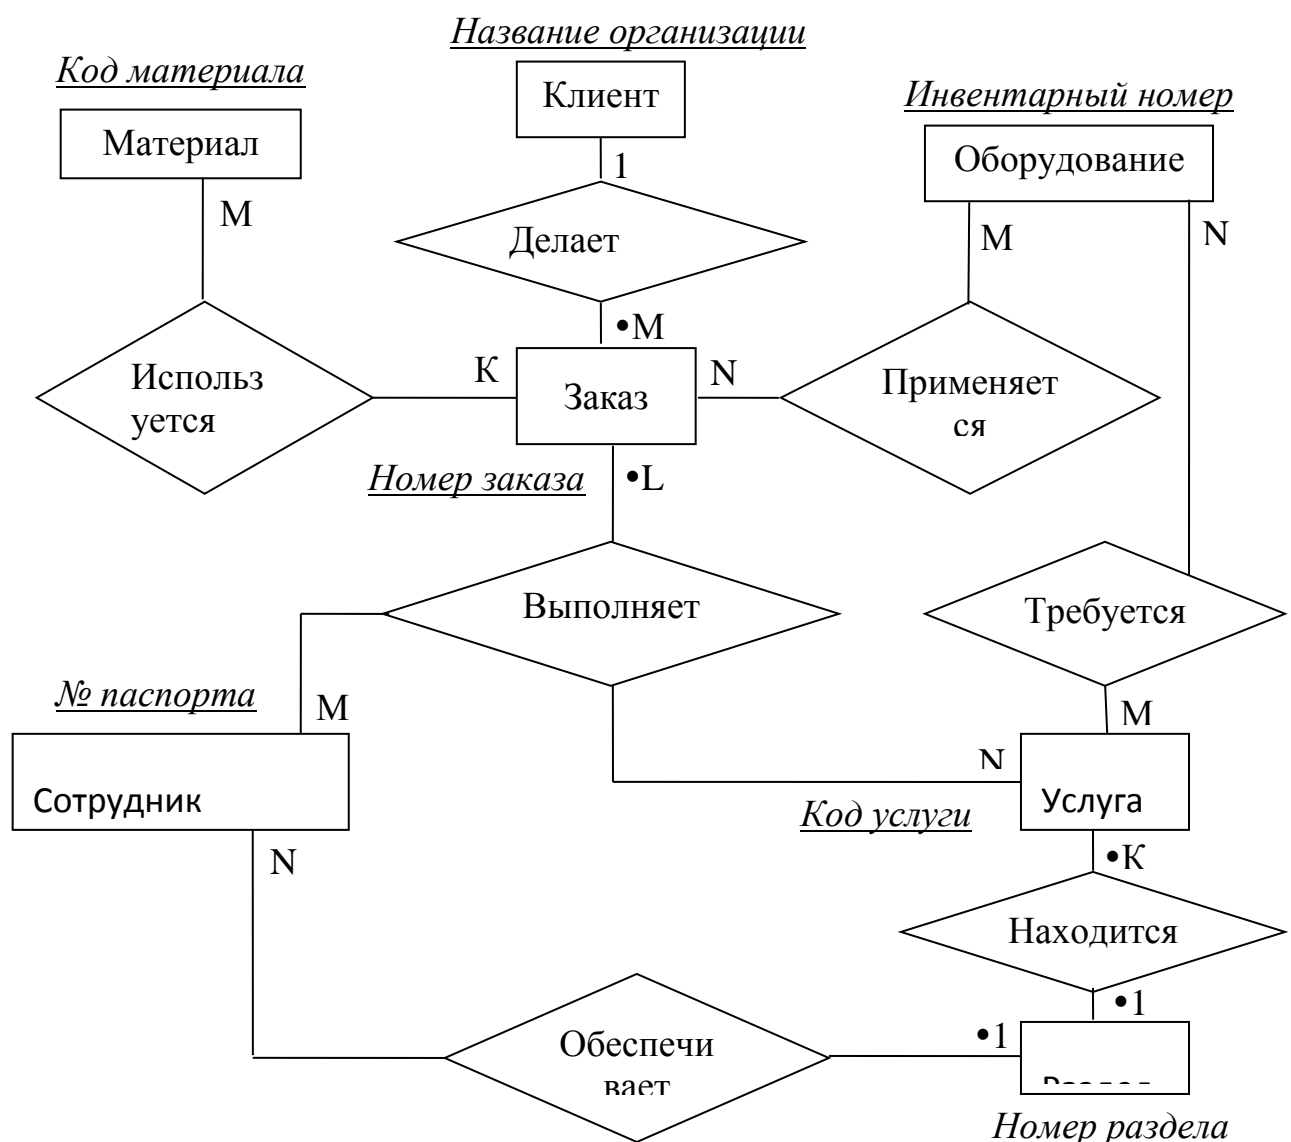 Название организации
Код материала
Клиент
Инвентарный номер
Материал
Оборудование
1
М
Делает
М
N
•М
Использ
уется
К
Заказ
N
Применяет
ся
Номер заказа
•L
Выполняет
Требуется
№ паспорта
М
М
N
Сотрудник
Услуга
Код услуги
N
•К
Находится
•1
•1
Обеспечи
вает
Раздел
Номер раздела